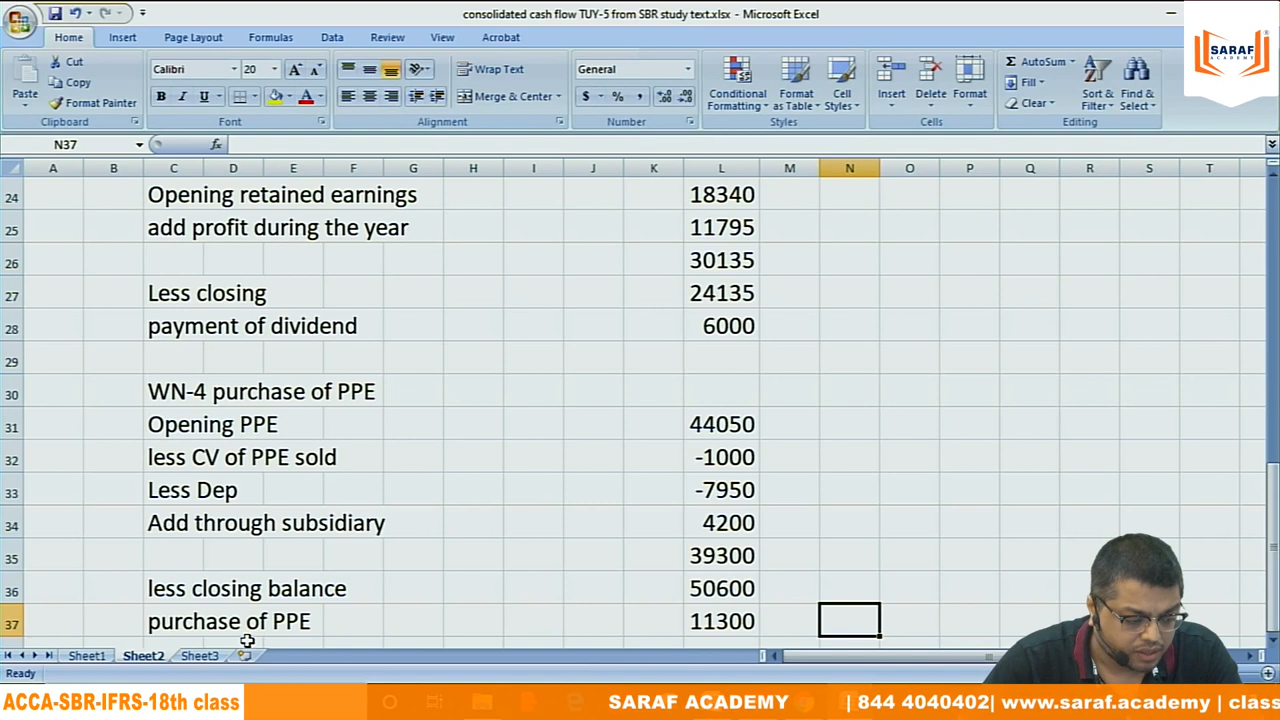 consolidated cash flow TUY-5 from SBR study text.xlsx - Microsoft Excel
Home Insert Page Layout Formulas Data Review View Acrobat
SARAF
ACADEMY
Paste
Cut
Copy
Format Painter
Clipboard
Calibri 20
B I U
Font
Wrap Text
Merge & Center
Alignment
General
$ % ,
Number
Conditional Formatting
Format as Table
Cell Styles
Styles
Insert Delete Format
Cells
Σ AutoSum
Fill
Clear
Sort & Filter
Find & Select
Editing
N37 fx
A B C D E F G H I J K L M N O P Q R S T
24 Opening retained earnings 18340
25 add profit during the year 11795
26 30135
27 Less closing 24135
28 payment of dividend 6000
29
30 WN-4 purchase of PPE
31 Opening PPE 44050
32 less CV of PPE sold -1000
33 Less Dep -7950
34 Add through subsidiary 4200
35 39300
36 less closing balance 50600
37 purchase of PPE 11300
Sheet1 Sheet2 Sheet3
Ready
ACCA-SBR-IFRS-18th class SARAF ACADEMY | 844 4040402| www.saraf.academy | class